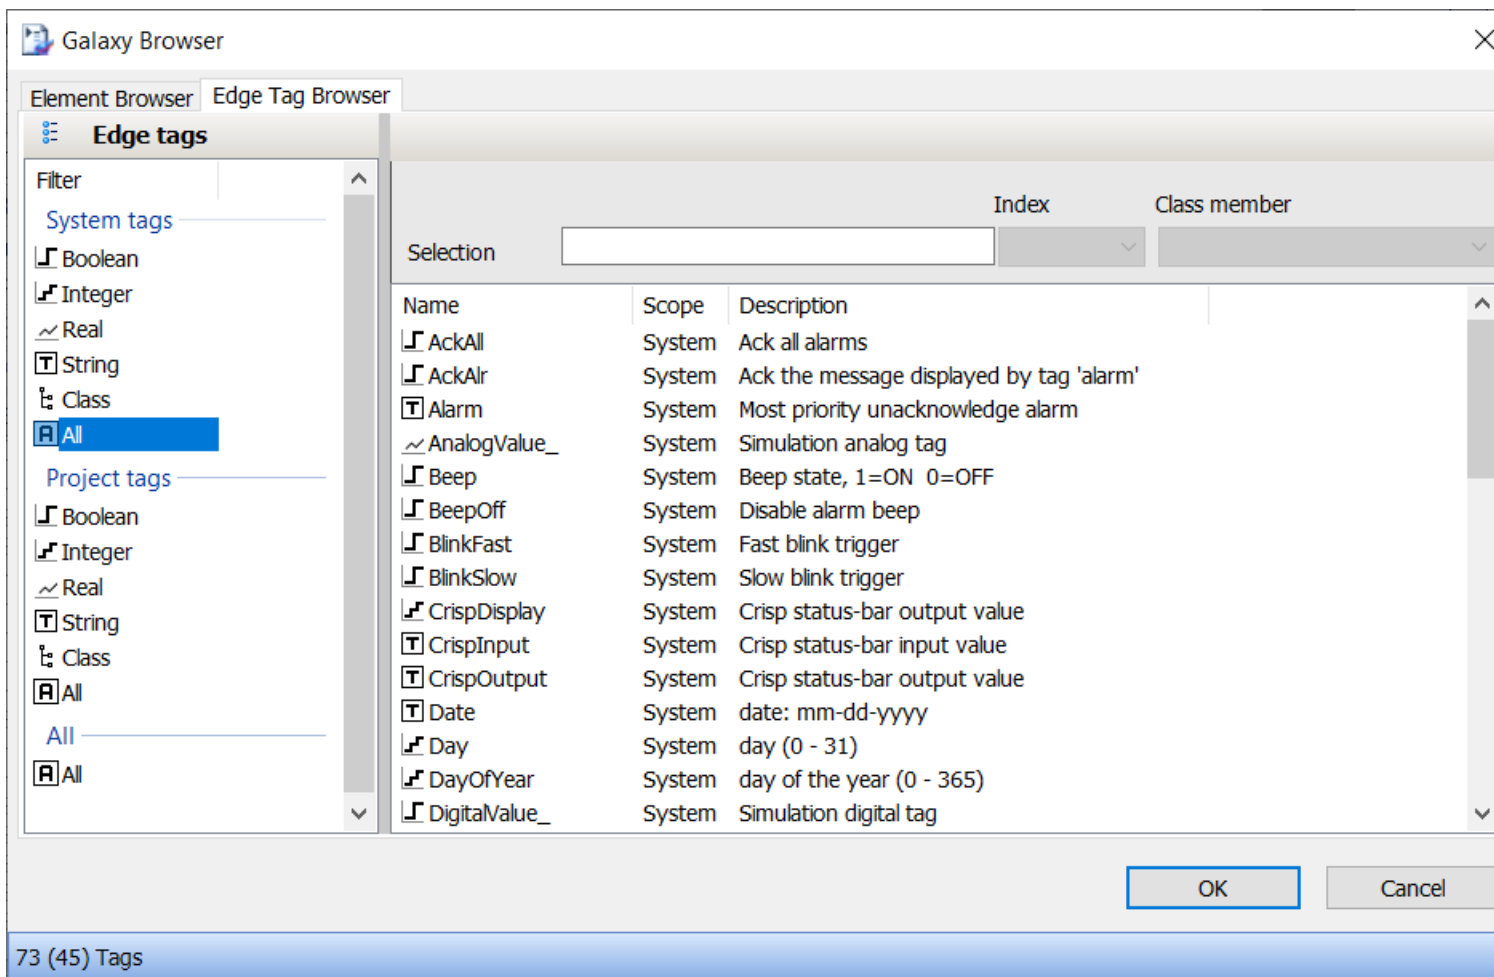 Galaxy Browser
Element Browser Edge Tag Browser
Edge tags
Filter
System tags
Boolean
Integer
Real
String
Class
All
Project tags
Boolean
Integer
Real
String
Class
All
All
All
Index Class member
Selection
Name Scope Description
AckAll System Ack all alarms
AckAlr System Ack the message displayed by tag 'alarm'
Alarm System Most priority unacknowledge alarm
AnalogValue_ System Simulation analog tag
Beep System Beep state, 1=ON 0=OFF
BeepOff System Disable alarm beep
BlinkFast System Fast blink trigger
BlinkSlow System Slow blink trigger
CrispDisplay System Crisp status-bar output value
CrispInput System Crisp status-bar input value
CrispOutput System Crisp status-bar output value
Date System date: mm-dd-yyyy
Day System day (0 - 31)
DayOfYear System day of the year (0 - 365)
DigitalValue_ System Simulation digital tag
OK Cancel
73 (45) Tags